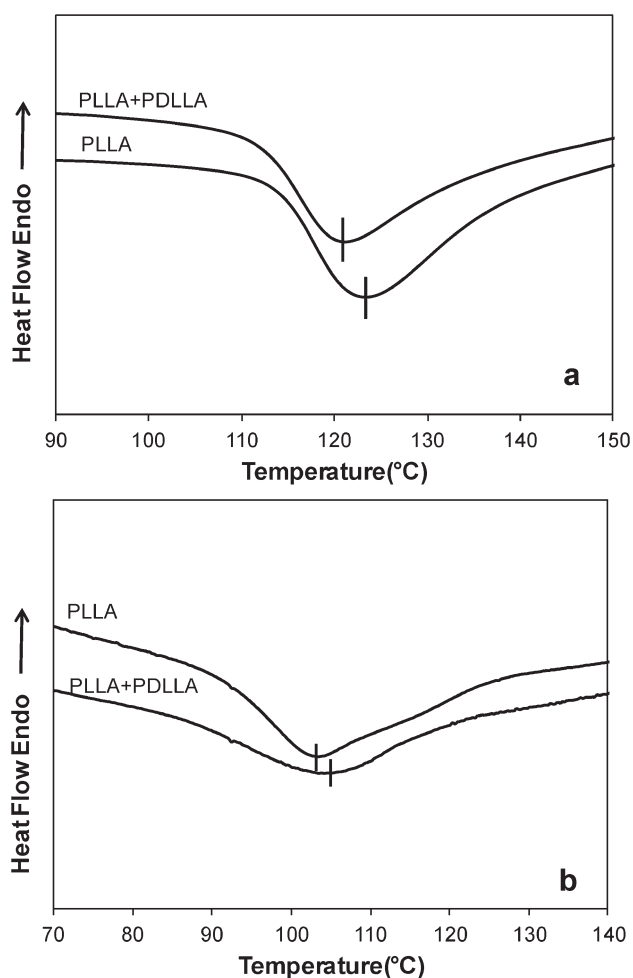 PLLA+PDLLA
PLLA
Heat Flow Endo
a
90 100 110 120 130 140 150
Temperature(°C)
PLLA
PLLA+PDLLA
Heat Flow Endo
b
70 80 90 100 110 120 130 140
Temperature(°C)